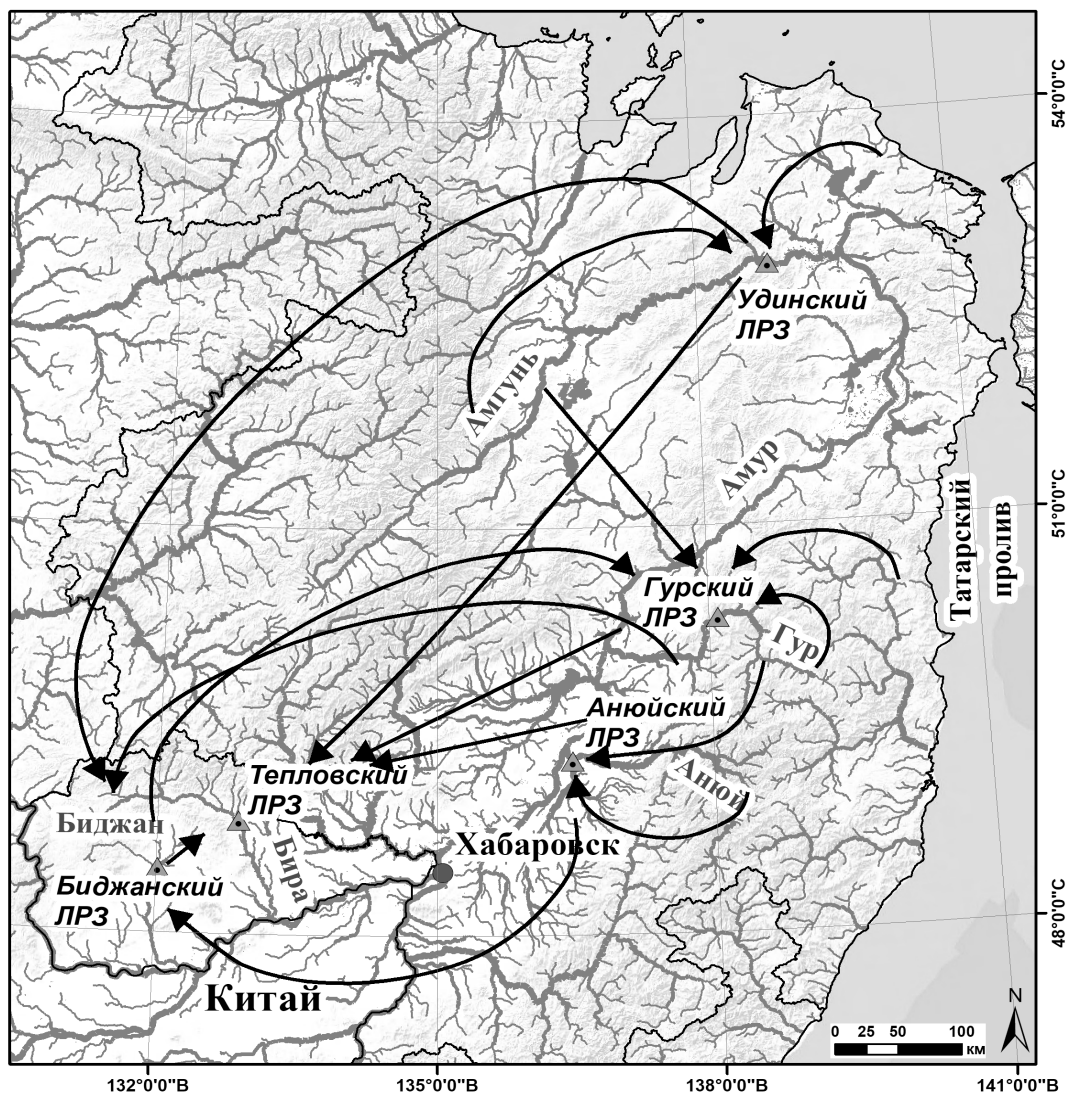 54°0'0"С
Удинский
ЛРЗ
Амгунь
Амур
51°0'0"С
Татарский
пролив
Гурский
ЛРЗ
Гур
Анюйский
ЛРЗ
Анюй
Тепловский
ЛРЗ
Биджан
Хабаровск
Бира
Биджанский
ЛРЗ
48°0'0"С
Китай
N
0 25 50 100
км
132°0'0"В 135°0'0"В 138°0'0"В 141°0'0"В